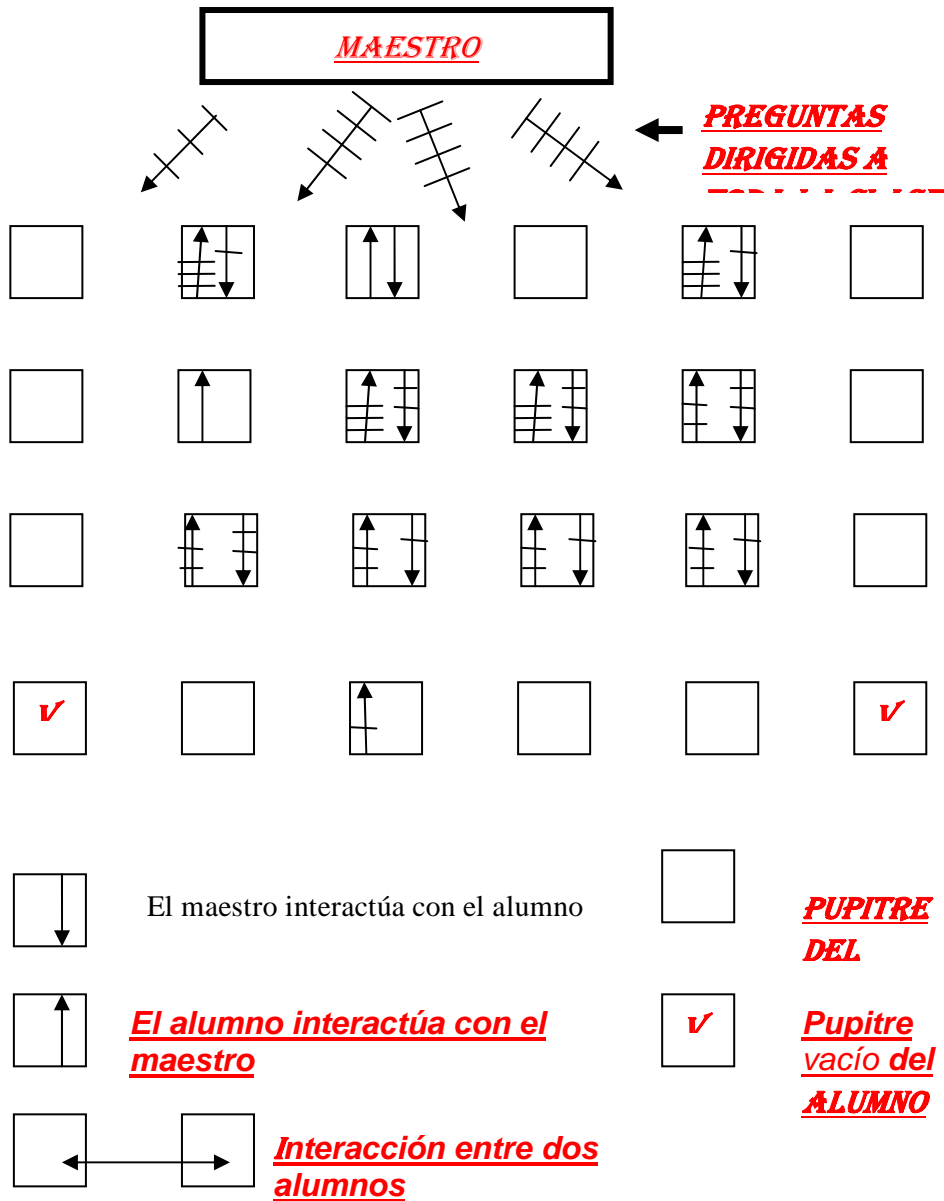 MAESTRO
PREGUNTAS
DIRIGIDAS A
V
V
El maestro interactúa con el alumno
PUPITRE
DEL
El alumno interactúa con el
maestro
V
Pupitre
vacío del
ALUMNO
Interacción entre dos
alumnos